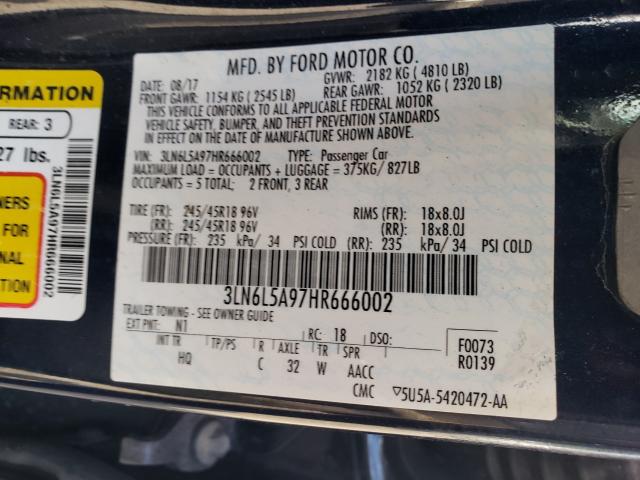 MFD. BY FORD MOTOR CO.
DATE: 08/17 GVWR: 2182 KG ( 4810 LB)
FRONT GAWR: 1154 KG ( 2545 LB) REAR GAWR: 1052 KG ( 2320 LB)
THIS VEHICLE CONFORMS TO ALL APPLICABLE FEDERAL MOTOR
VEHICLE SAFETY, BUMPER, AND THEFT PREVENTION STANDARDS
IN EFFECT ON THE DATE OF MANUFACTURE SHOWN ABOVE.
VIN: 3LN6L5A97HR666002 TYPE: Passenger Car
MAXIMUM LOAD = OCCUPANTS + LUGGAGE = 375KG/ 827LB
OCCUPANTS = 5 TOTAL: 2 FRONT, 3 REAR
TIRE (FR): 245/45R18 96V RIMS (FR): 18x8.0J
(RR): 245/45R18 96V (RR): 18x8.0J
PRESSURE (FR): 235 kPa/ 34 PSI COLD (RR): 235 kPa/ 34 PSI COLD
3LN6L5A97HR666002
TRAILER TOWING - SEE OWNER GUIDE
EXT PNT: N1 RC: 18 DSO: F0073
R0139
INT TR TP/PS R AXLE TR SPR
HQ C 32 W AACC
CMC ▽5U5A-5420472-AA
ORMATION
REAR: 3
27 lbs.
NERS
FOR
NAL
N
3LN6L5A97HR666002